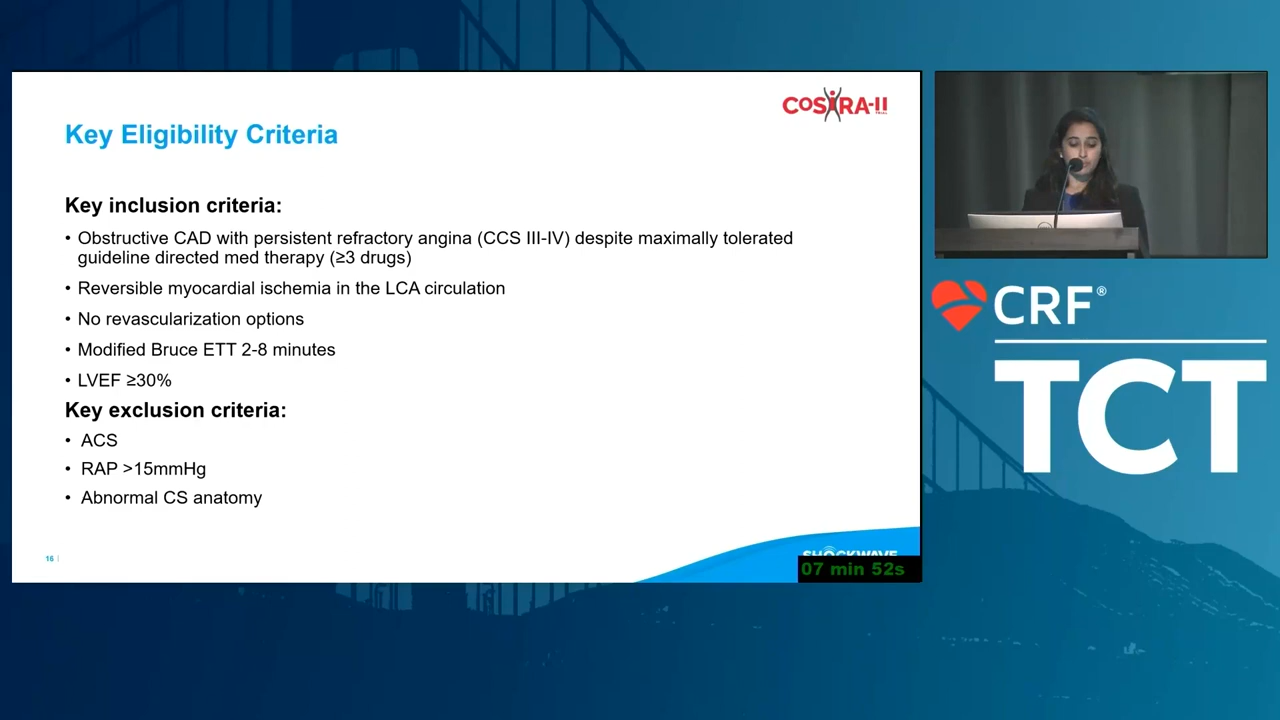 COSIRA-II
TRIAL
Key Eligibility Criteria
Key inclusion criteria:
• Obstructive CAD with persistent refractory angina (CCS III-IV) despite maximally tolerated
guideline directed med therapy (≥3 drugs)
• Reversible myocardial ischemia in the LCA circulation
• No revascularization options
• Modified Bruce ETT 2-8 minutes
• LVEF ≥30%
Key exclusion criteria:
• ACS
• RAP >15mmHg
• Abnormal CS anatomy
16 |
SHOCKWAVE
07 min 52s
CRF®
TCT